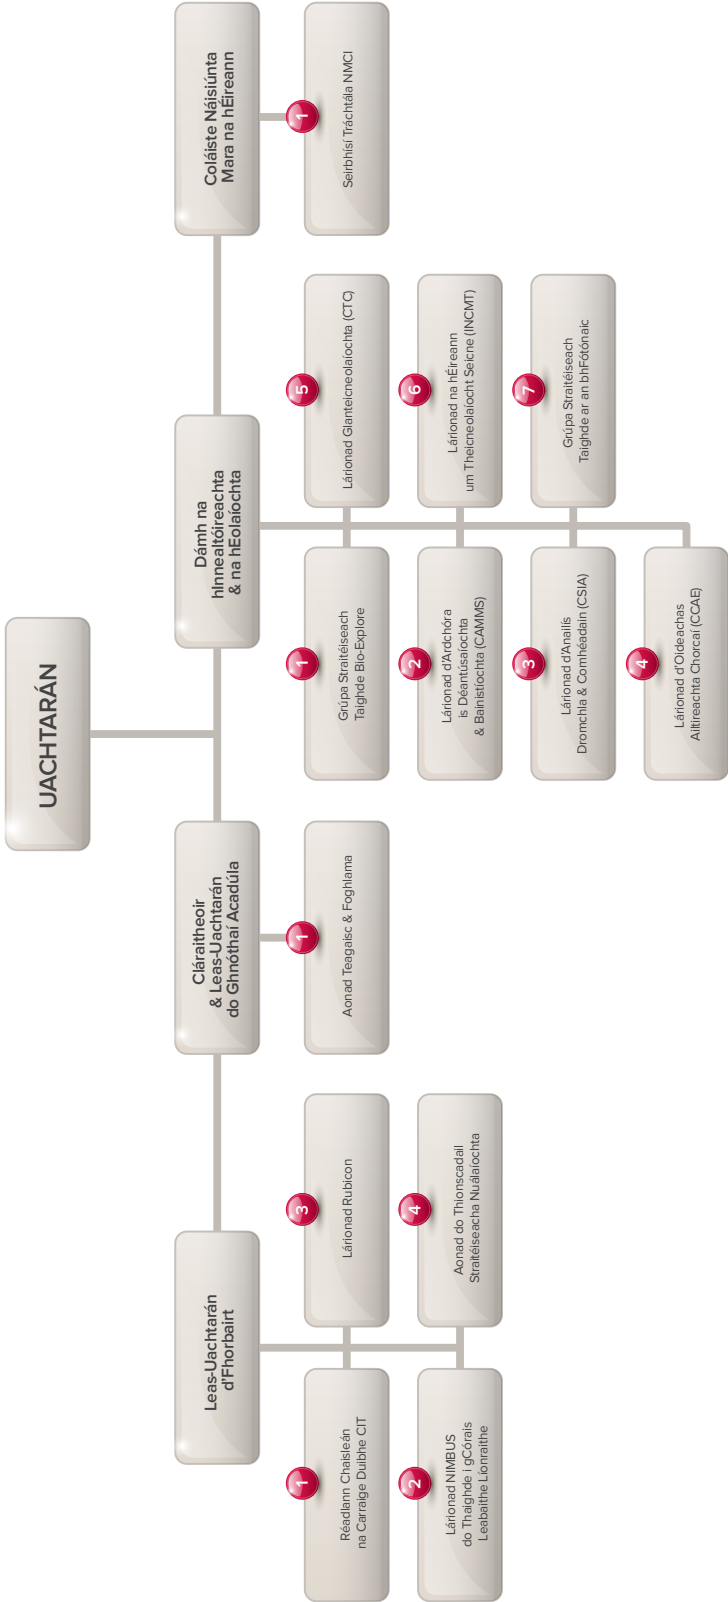 UACHTARÁN
Leas-Uachtarán
d'Fhorbairt
1
Réadlann Chaisleán
na Carraige Duibhe CIT
2
Lárionad NIMBUS
do Thaighde i gCórais
Leabaithe Líonraithe
3
Lárionad Rubicon
4
Aonad do Thionscadail
Straitéiseacha Nuálaíochta
Cláraitheoir
& Leas-Uachtarán
do Ghnóthaí Acadúla
1
Aonad Teagaisc & Foghlama
Dámh na
hInnealtóireachta
& na hEolaíochta
1
Grúpa Straitéiseach
Taighde Bio-Explore
2
Lárionad d'Ardchóra
is Déantúsaíochta
& Bainistíochta (CAMMS)
3
Lárionad d'Anailís
Dromchla & Comhéadain (CSIA)
4
Lárionad d'Oideachas
Ailtireachta Chorcaí (CCAE)
5
Lárionad Glanteicneolaíochta (CTC)
6
Lárionad na hÉireann
um Theicneolaíocht Seicne (INCMT)
7
Grúpa Straitéiseach
Taighde ar an bhFótónaic
Coláiste Náisiúnta
Mara na hÉireann
1
Seirbhísí Tráchtála NMCI